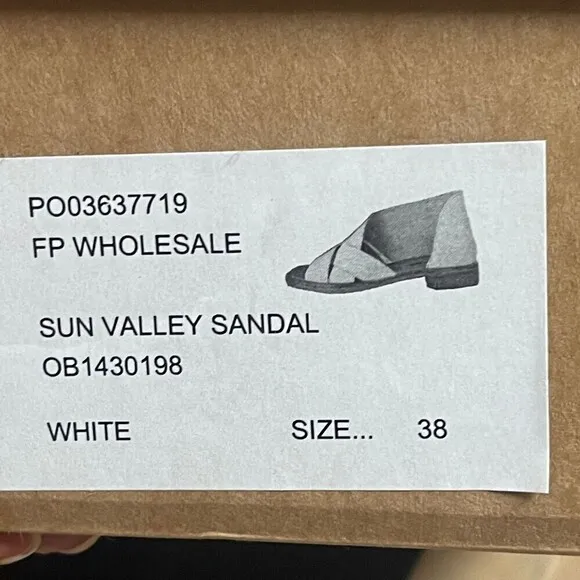 PO03637719
FP WHOLESALE
SUN VALLEY SANDAL
OB1430198
WHITE SIZE... 38